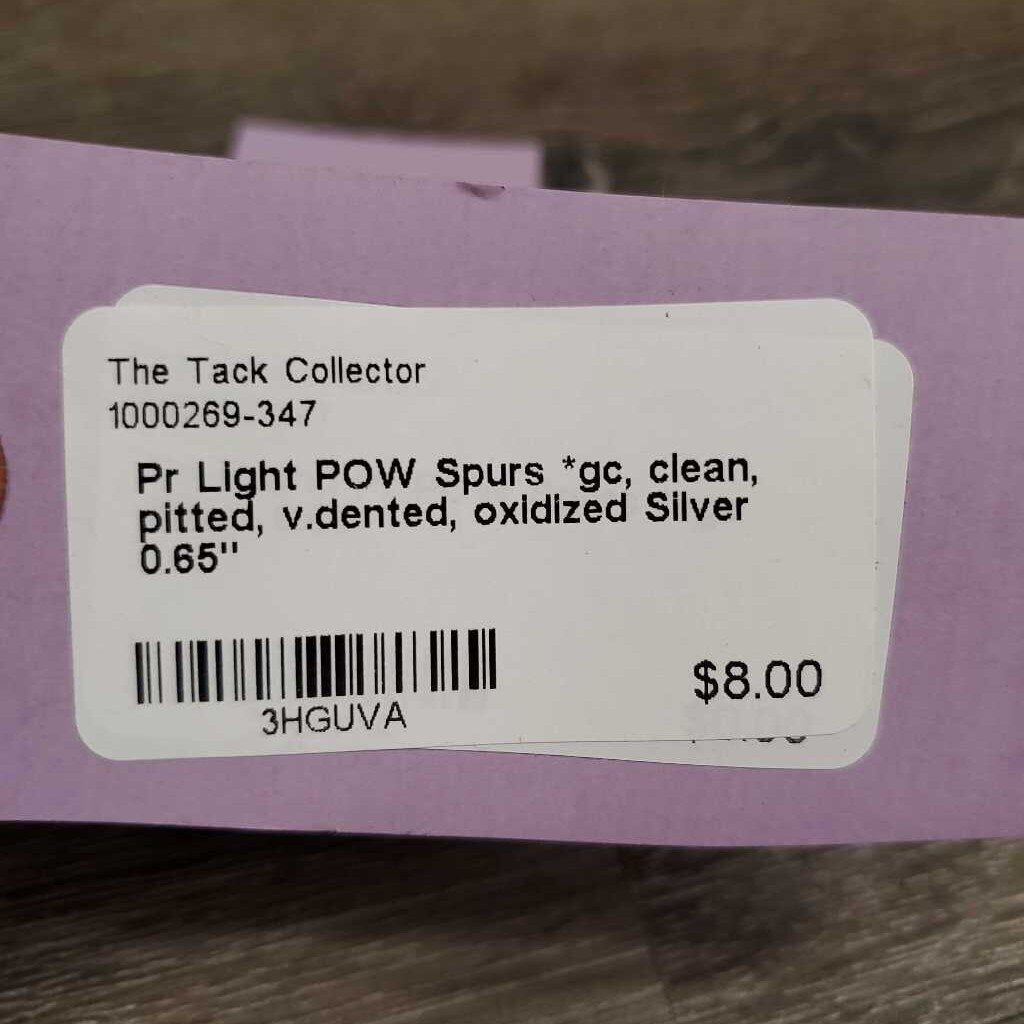 The Tack Collector
1000269-347
Pr Light POW Spurs *gc, clean,
pitted, v.dented, oxidized Silver
0.65"
3HGUVA
$8.00